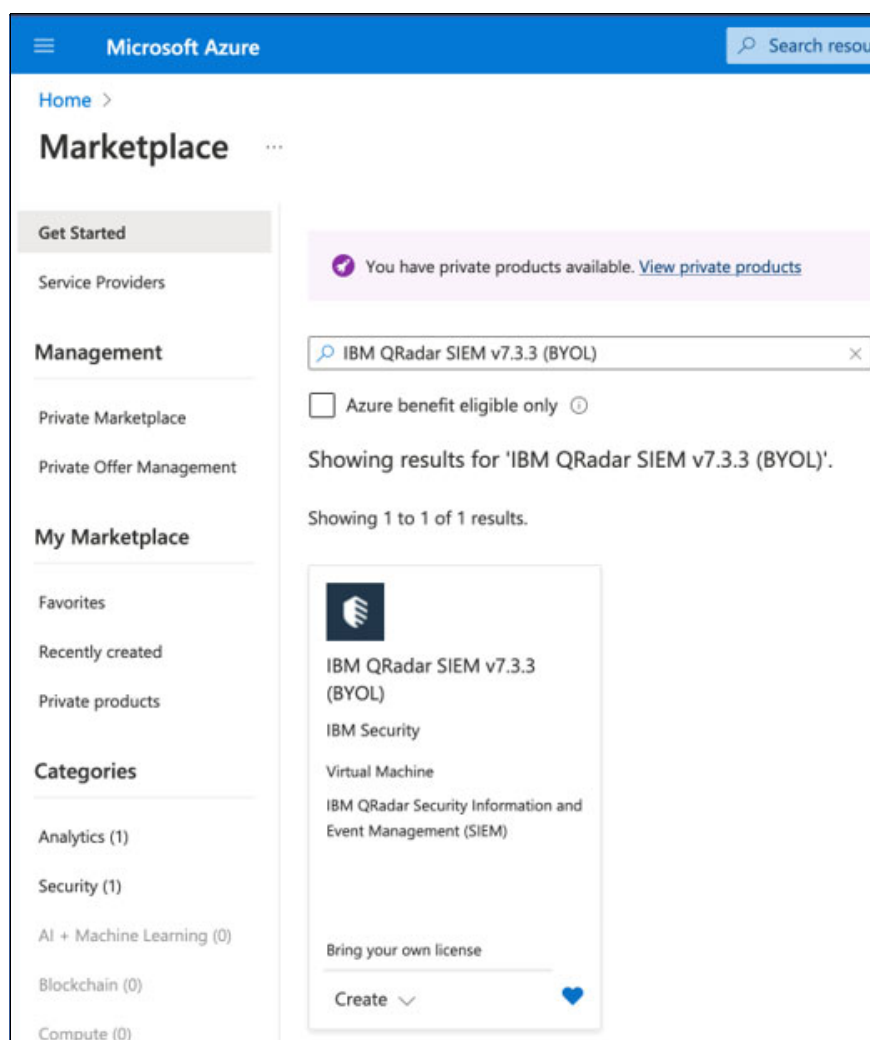 Microsoft Azure
Search resou
Home >
Marketplace ...
Get Started
Service Providers
Management
Private Marketplace
Private Offer Management
My Marketplace
Favorites
Recently created
Private products
Categories
Analytics (1)
Security (1)
AI + Machine Learning (0)
Blockchain (0)
Compute (0)
You have private products available. View private products
IBM QRadar SIEM v7.3.3 (BYOL)
Azure benefit eligible only
Showing results for 'IBM QRadar SIEM v7.3.3 (BYOL)'.
Showing 1 to 1 of 1 results.
IBM QRadar SIEM v7.3.3
(BYOL)
IBM Security
Virtual Machine
IBM QRadar Security Information and
Event Management (SIEM)
Bring your own license
Create